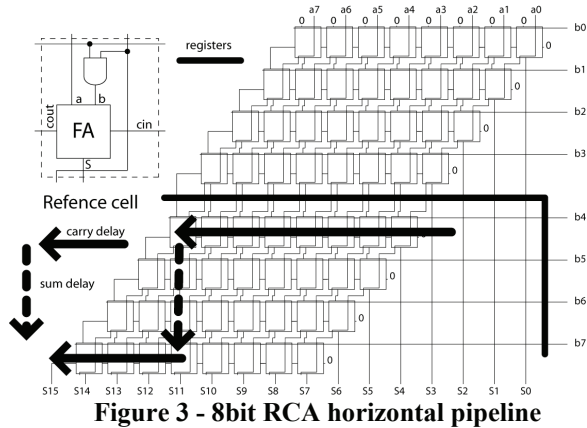 a7 a6 a5 a4 a3 a2 a1 a0
0 0 0 0 0 0 0 0
b0
0
b1
0
b2
0
b3
0
b4
0
b5
0
b6
0
b7
0
registers
cout
a
b
FA
cin
S
Refence cell
carry delay
sum delay
S15 S14 S13 S12 S11 S10 S9 S8 S7 S6 S5 S4 S3 S2 S1 S0
Figure 3 - 8bit RCA horizontal pipeline